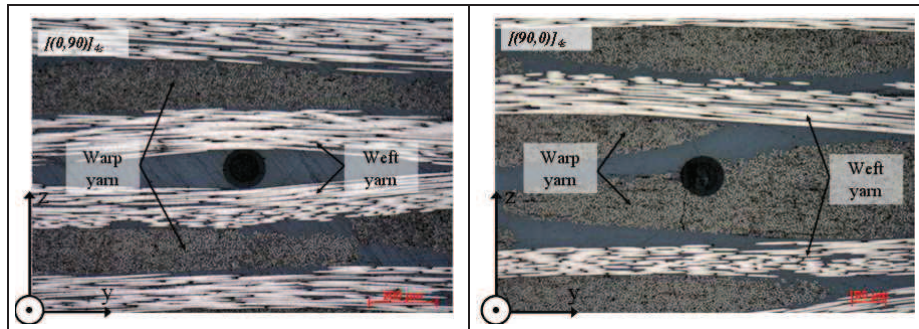 [(0,90)]4s
Warp
yarn
Weft
yarn
z
y
[(90,0)]4s
Warp
yarn
Weft
yarn
z
y